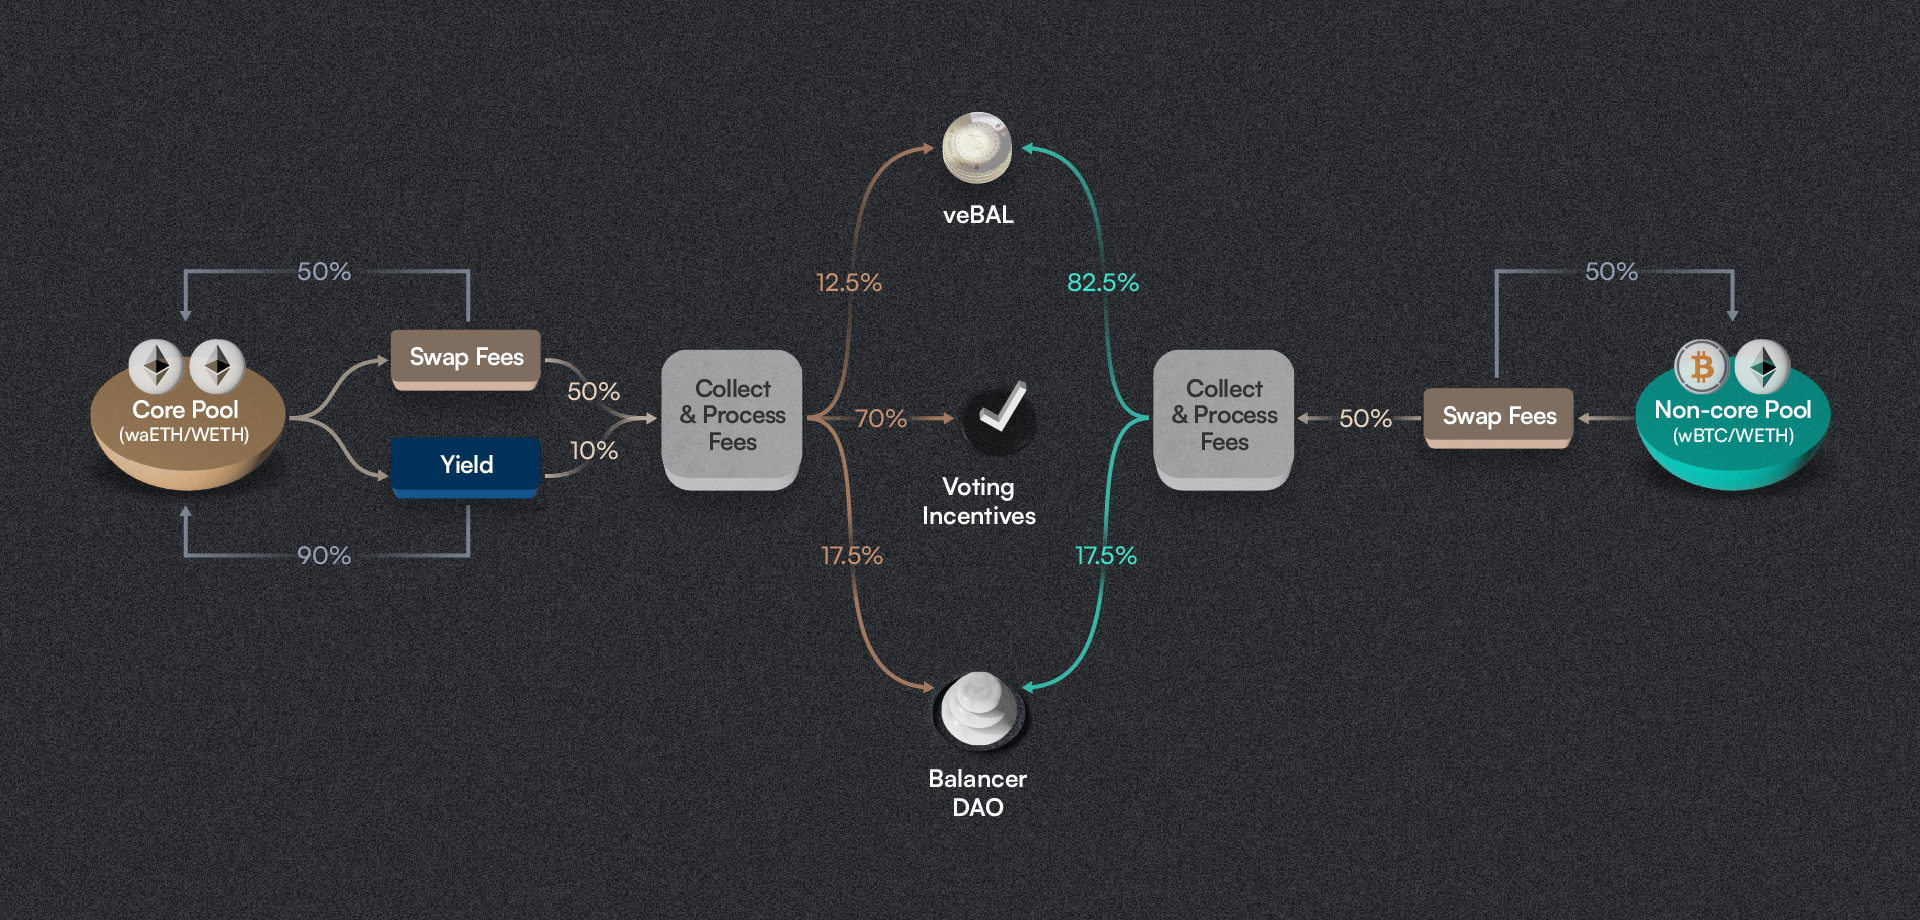 veBAL
50%
12.5%
82.5%
50%
Swap Fees
50%
Core Pool
(waETH/WETH)
Yield
10%
90%
Collect
& Process
Fees
70%
Voting
Incentives
17.5%
17.5%
Balancer
DAO
Collect
& Process
Fees
50%
Swap Fees
Non-core Pool
(wBTC/WETH)